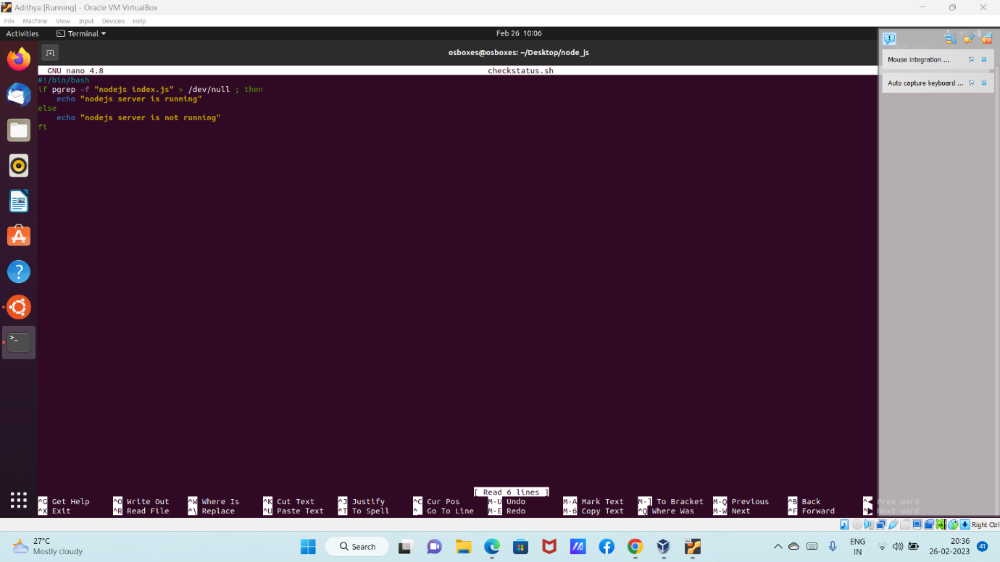 Adithya [Running] - Oracle VM VirtualBox
File Machine View Input Devices Help
Activities Terminal Feb 26 10:06
osboxes@osboxes: ~/Desktop/node_js
Mouse integration ...
Auto capture keyboard ...
GNU nano 4.8 checkstatus.sh
#!/bin/bash
if pgrep -f "nodejs index.js" > /dev/null ; then
    echo "nodejs server is running"
else
    echo "nodejs server is not running"
fi
[ Read 6 lines ]
^G Get Help ^O Write Out ^W Where Is ^K Cut Text ^J Justify ^C Cur Pos M-U Undo M-A Mark Text M-] To Bracket M-Q Previous ^B Back ^◀ Prev Word
^X Exit ^R Read File ^\ Replace ^U Paste Text ^T To Spell ^_ Go To Line M-E Redo M-6 Copy Text ^Q Where Was M-W Next ^F Forward ^▶ Next Word
Right Ctrl
27°C
Mostly cloudy
Search
ENG
IN
20:36
26-02-2023
41